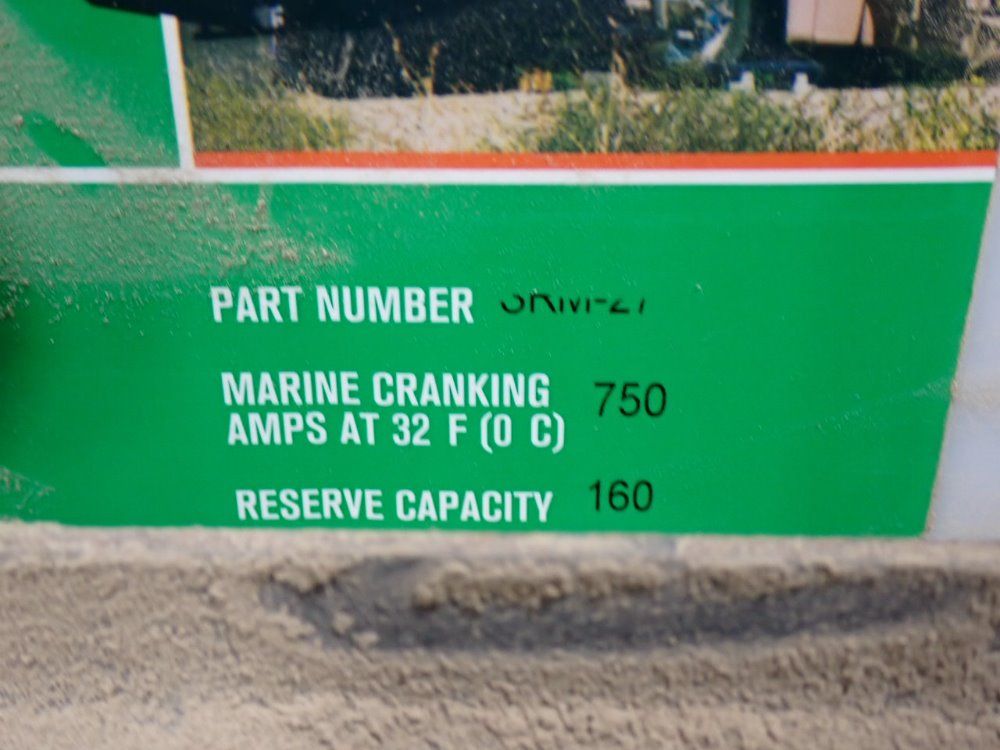 PART NUMBER
MARINE CRANKING 750
AMPS AT 32 F (0 C)
RESERVE CAPACITY 160